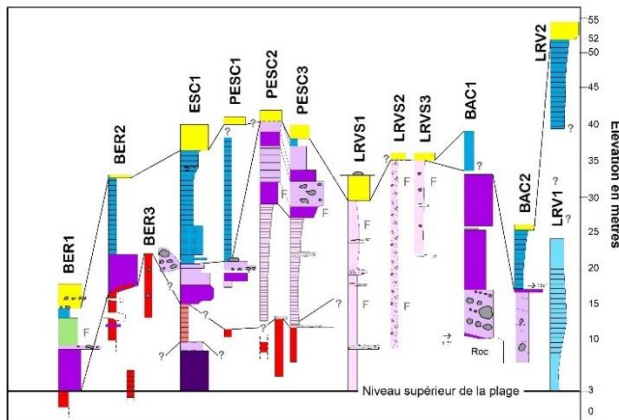 BER1
BER2
BER3
ESC1
PESC1
PESC2
PESC3
LRVS1
LRVS2
LRVS3
BAC1
BAC2
LRV2
LRV1
?
?
?
?
?
?
?
?
?
?
?
?
F
F
F
F
F
F
F
F
Roc
Niveau supérieur de la plage
55
52
50
45
40
35
30
25
20
15
10
3
0
Elévation en mètres